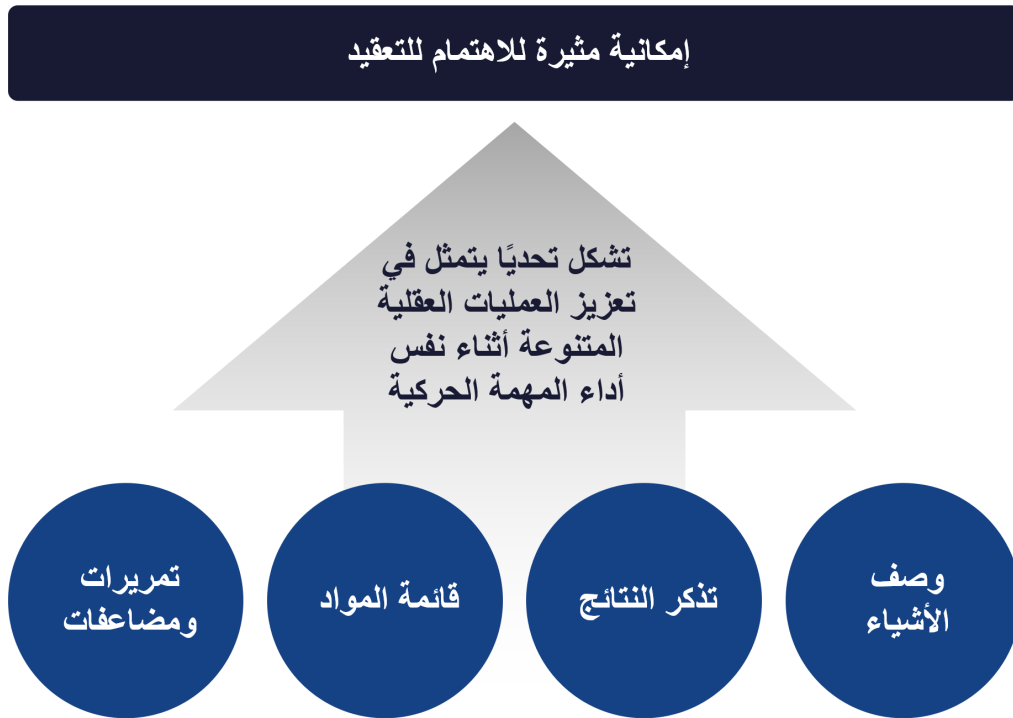 إمكانية مثيرة للاهتمام للتعقيد
تشكل تحديًا يتمثل في
تعزيز العمليات العقلية
المتنوعة أثناء نفس
أداء المهمة الحركية
وصف
الأشياء
تذكر النتائج
قائمة المواد
تمريرات
ومضاعفات